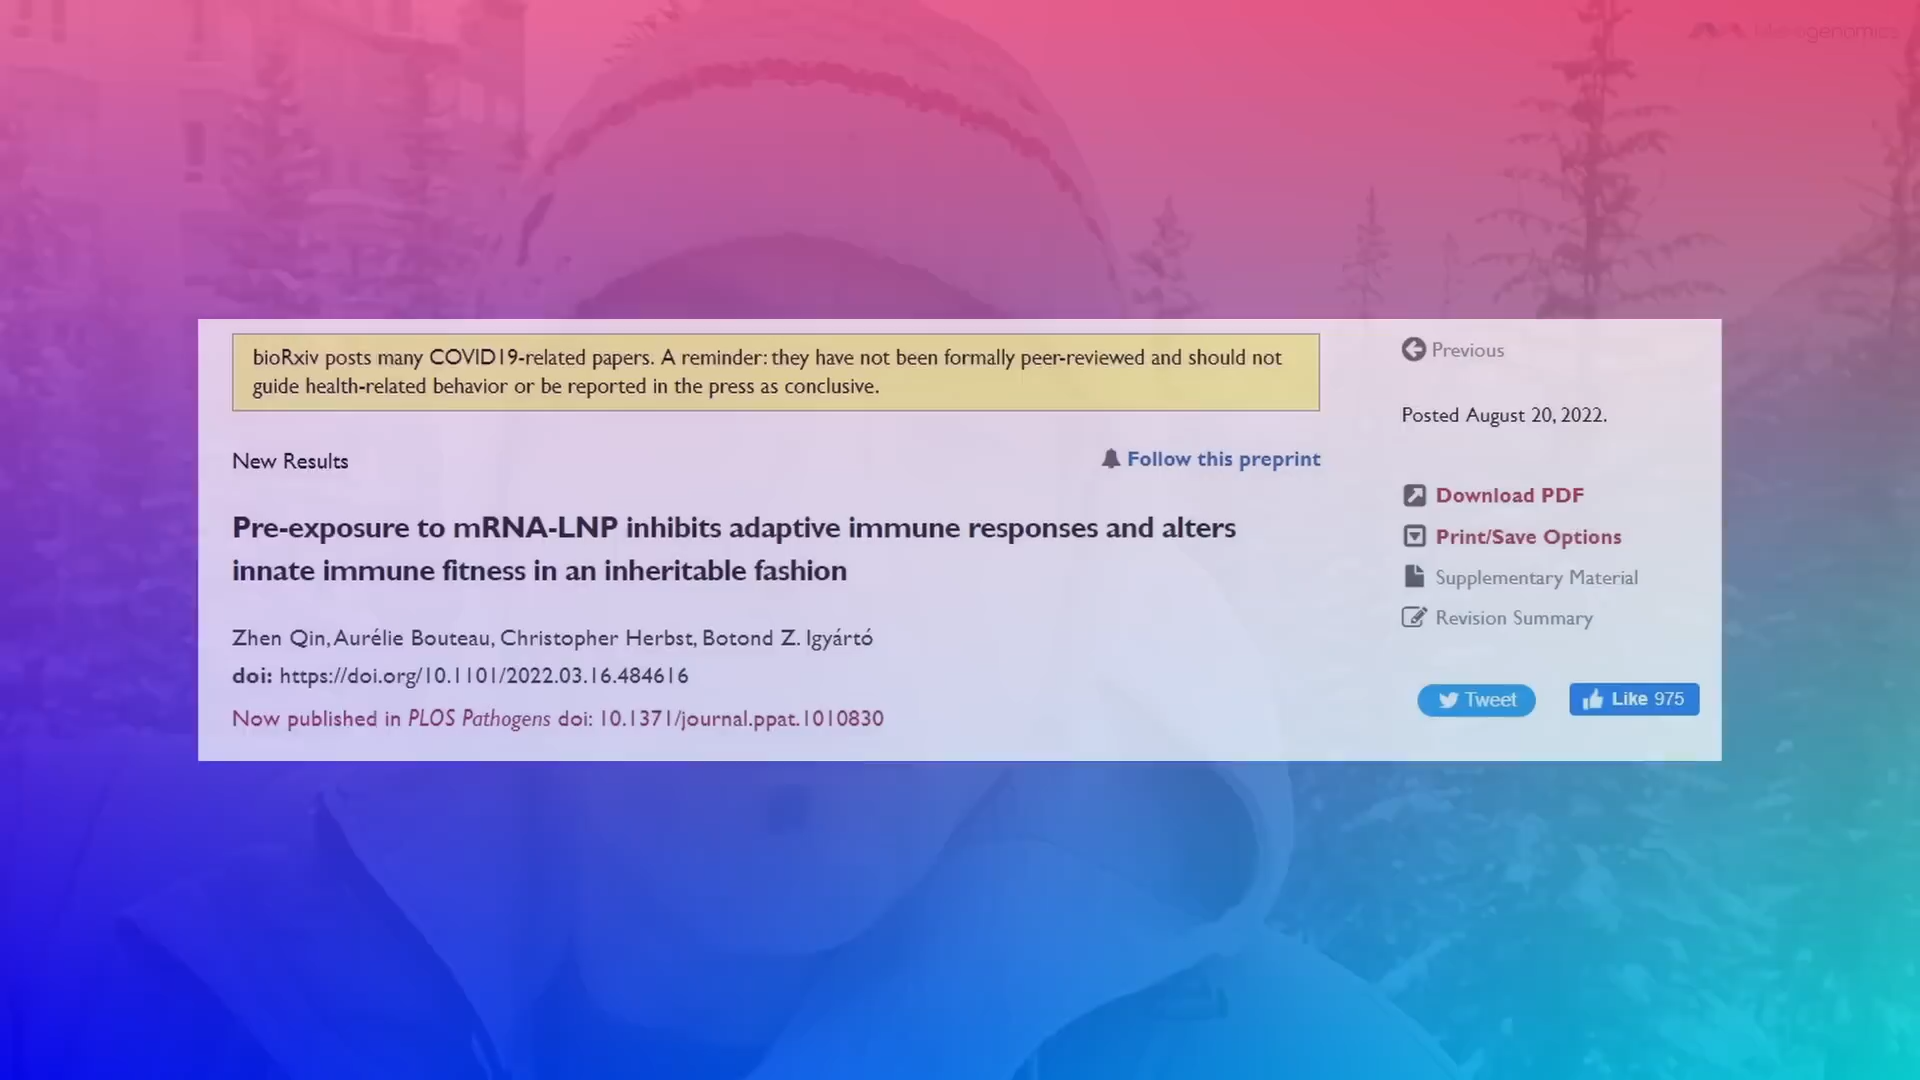 bioRxiv posts many COVID19-related papers. A reminder: they have not been formally peer-reviewed and should not
guide health-related behavior or be reported in the press as conclusive.
New Results
Follow this preprint
Pre-exposure to mRNA-LNP inhibits adaptive immune responses and alters
innate immune fitness in an inheritable fashion
Zhen Qin, Aurélie Bouteau, Christopher Herbst, Botond Z. Igyártó
doi: https://doi.org/10.1101/2022.03.16.484616
Now published in PLOS Pathogens doi: 10.1371/journal.ppat.1010830
Previous
Posted August 20, 2022.
Download PDF
Print/Save Options
Supplementary Material
Revision Summary
Tweet
Like 975